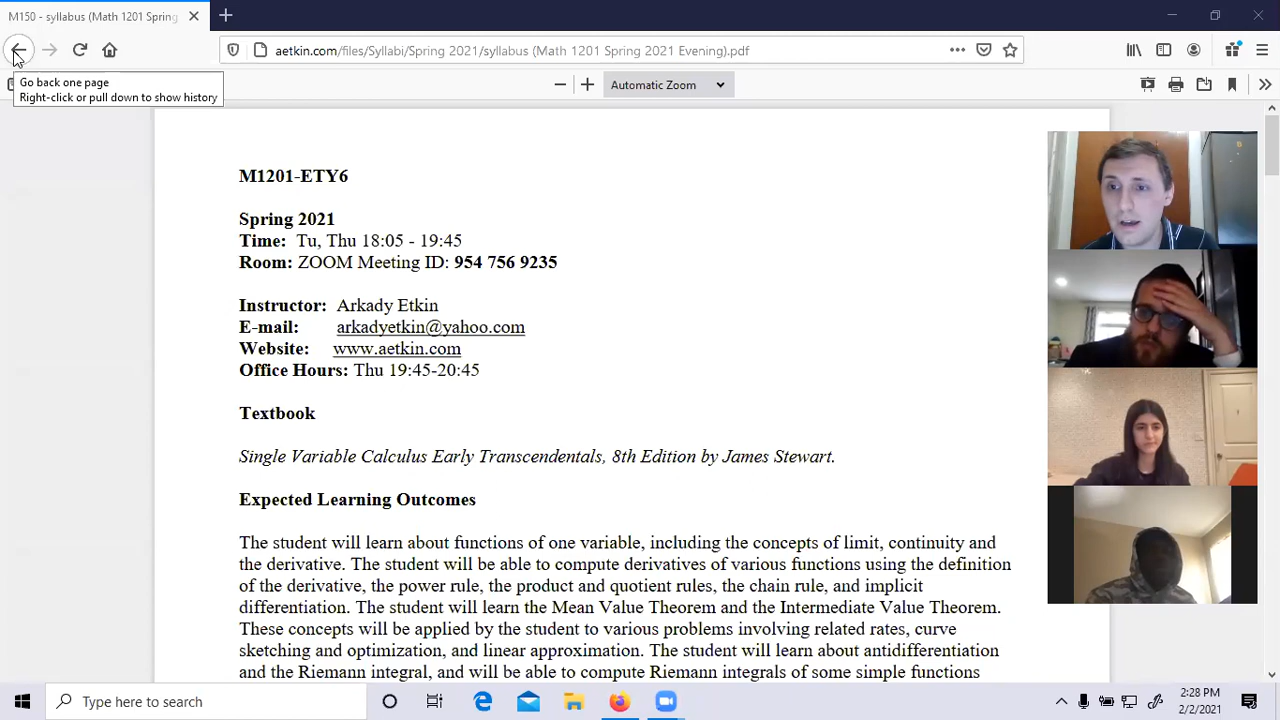 M150 - syllabus (Math 1201 Spring
aetkin.com/files/Syllabi/Spring 2021/syllabus (Math 1201 Spring 2021 Evening).pdf
Go back one page
Right-click or pull down to show history
Automatic Zoom
M1201-ETY6
Spring 2021
Time: Tu, Thu 18:05 - 19:45
Room: ZOOM Meeting ID: 954 756 9235
Instructor: Arkady Etkin
E-mail: arkadyetkin@yahoo.com
Website: www.aetkin.com
Office Hours: Thu 19:45-20:45
Textbook
Single Variable Calculus Early Transcendentals, 8th Edition by James Stewart.
Expected Learning Outcomes
The student will learn about functions of one variable, including the concepts of limit, continuity and
the derivative. The student will be able to compute derivatives of various functions using the definition
of the derivative, the power rule, the product and quotient rules, the chain rule, and implicit
differentiation. The student will learn the Mean Value Theorem and the Intermediate Value Theorem.
These concepts will be applied by the student to various problems involving related rates, curve
sketching and optimization, and linear approximation. The student will learn about antidifferentiation
and the Riemann integral, and will be able to compute Riemann integrals of some simple functions
Type here to search
2:28 PM
2/2/2021